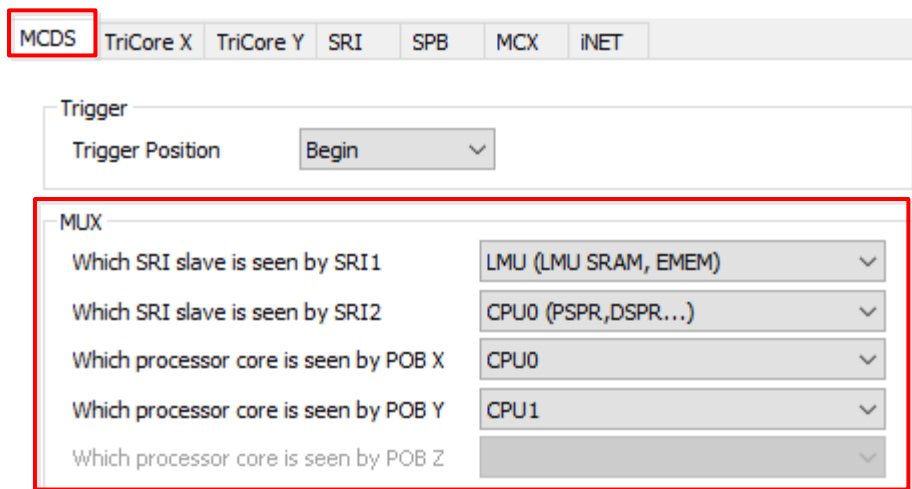 MCDS TriCore X TriCore Y SRI SPB MCX iNET
Trigger
Trigger Position Begin
MUX
Which SRI slave is seen by SRI1 LMU (LMU SRAM, EMEM)
Which SRI slave is seen by SRI2 CPU0 (PSPR,DSPR...)
Which processor core is seen by POB X CPU0
Which processor core is seen by POB Y CPU1
Which processor core is seen by POB Z